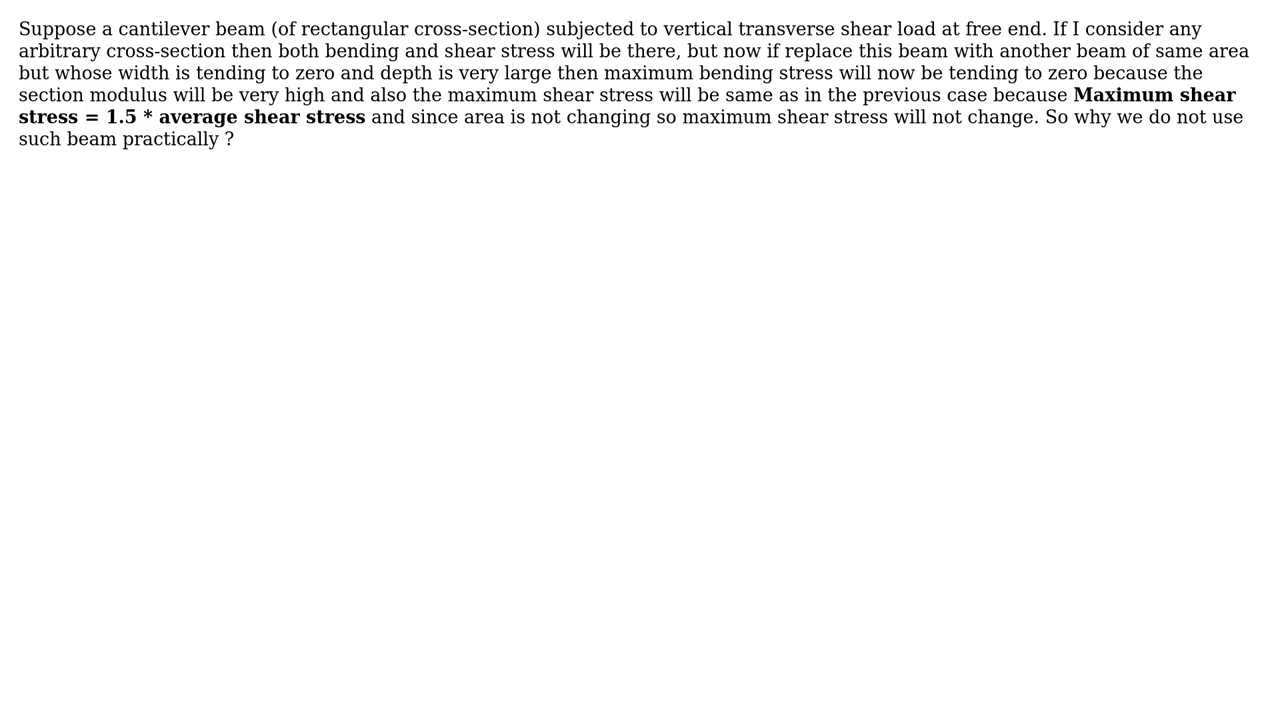 Suppose a cantilever beam (of rectangular cross-section) subjected to vertical transverse shear load at free end. If I consider any
arbitrary cross-section then both bending and shear stress will be there, but now if replace this beam with another beam of same area
but whose width is tending to zero and depth is very large then maximum bending stress will now be tending to zero because the
section modulus will be very high and also the maximum shear stress will be same as in the previous case because Maximum shear
stress = 1.5 * average shear stress and since area is not changing so maximum shear stress will not change. So why we do not use
such beam practically ?